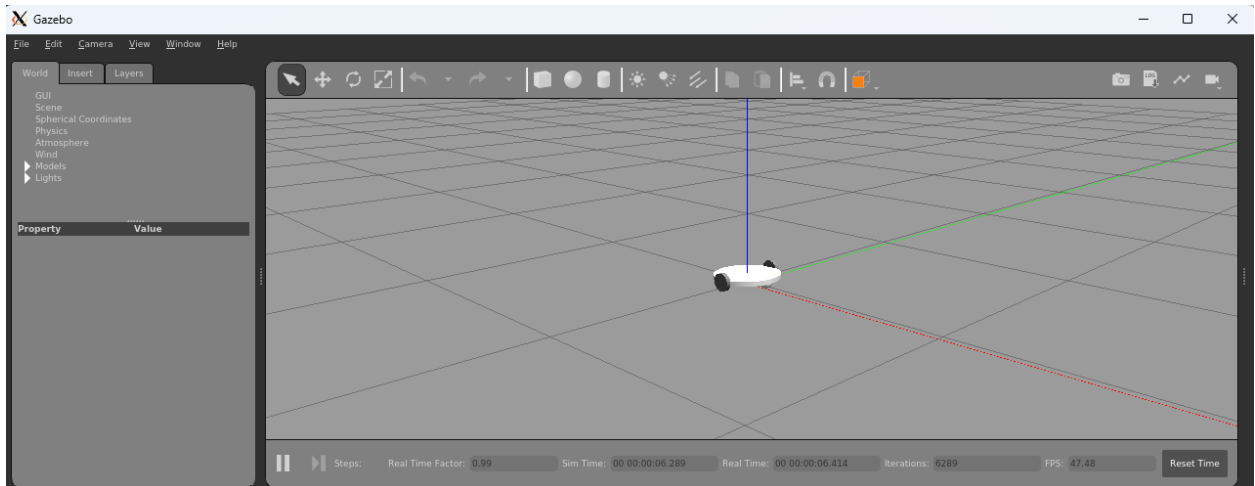 Gazebo
File Edit Camera View Window Help
World Insert Layers
GUI
Scene
Spherical Coordinates
Physics
Atmosphere
Wind
Models
Lights
Property Value
LOG
Steps: Real Time Factor: 0.99 Sim Time: 00 00:00:06.289 Real Time: 00 00:00:06.414 Iterations: 6289 FPS: 47.48 Reset Time